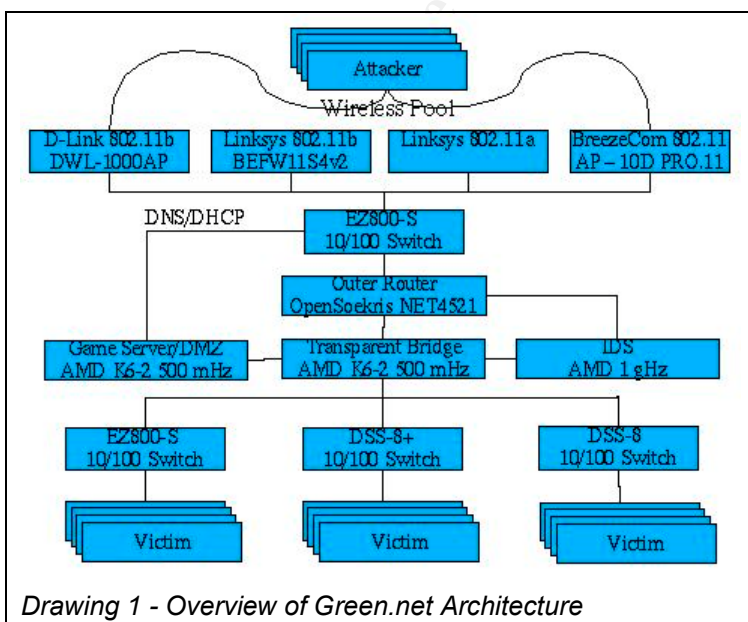 Attacker
Wireless Pool
D-Link 802.11b
DWL-1000AP
Linksys 802.11b
BEFW11S4v2
Linksys 802.11a
BreezeCom 802.11
AP - 10D PRO.11
DNS/DHCP
EZ800-S
10/100 Switch
Outer Router
OpenSoekris NET4521
Game Server/DMZ
AMD K6-2 500 mHz
Transparent Bridge
AMD K6-2 500 mHz
IDS
AMD 1 gHz
EZ800-S
10/100 Switch
DSS-8+
10/100 Switch
DSS-8
10/100 Switch
Victim
Victim
Victim
Drawing 1 - Overview of Green.net Architecture